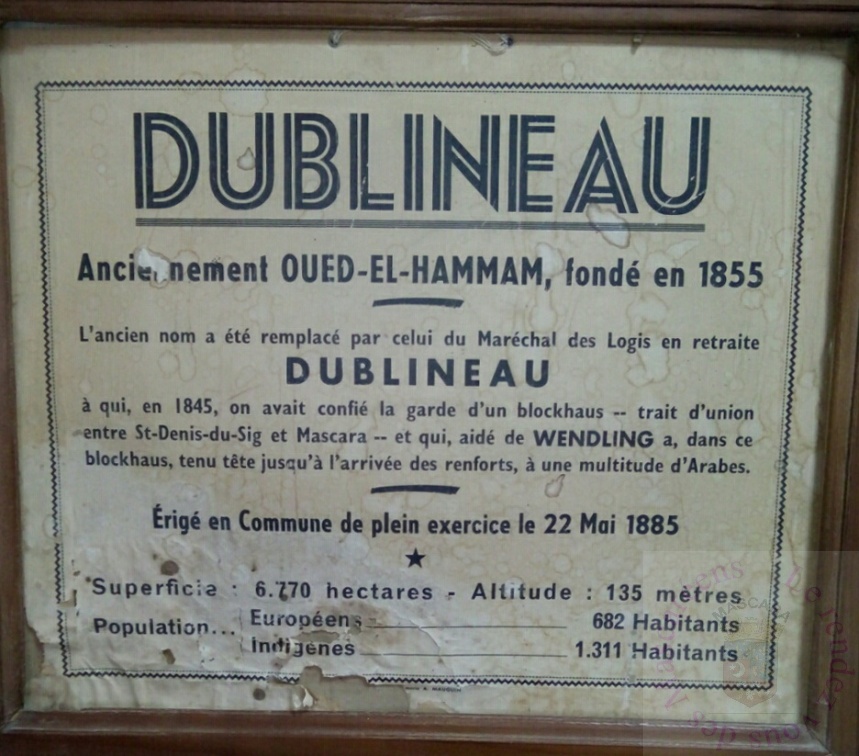 DUBLINEAU
Anciennement OUED-EL-HAMMAM, fondé en 1855
L'ancien nom a été remplacé par celui du Maréchal des Logis en retraite
DUBLINEAU
à qui, en 1845, on avait confié la garde d'un blockhaus -- trait d'union
entre St-Denis-du-Sig et Mascara -- et qui, aidé de WENDLING a, dans ce
blockhaus, tenu tête jusqu'à l'arrivée des renforts, à une multitude d'Arabes.
Érigé en Commune de plein exercice le 22 Mai 1885
Superficie : 6.770 hectares - Altitude : 135 mètres
Population... Européens 682 Habitants
Indigènes 1.311 Habitants
MASCARA